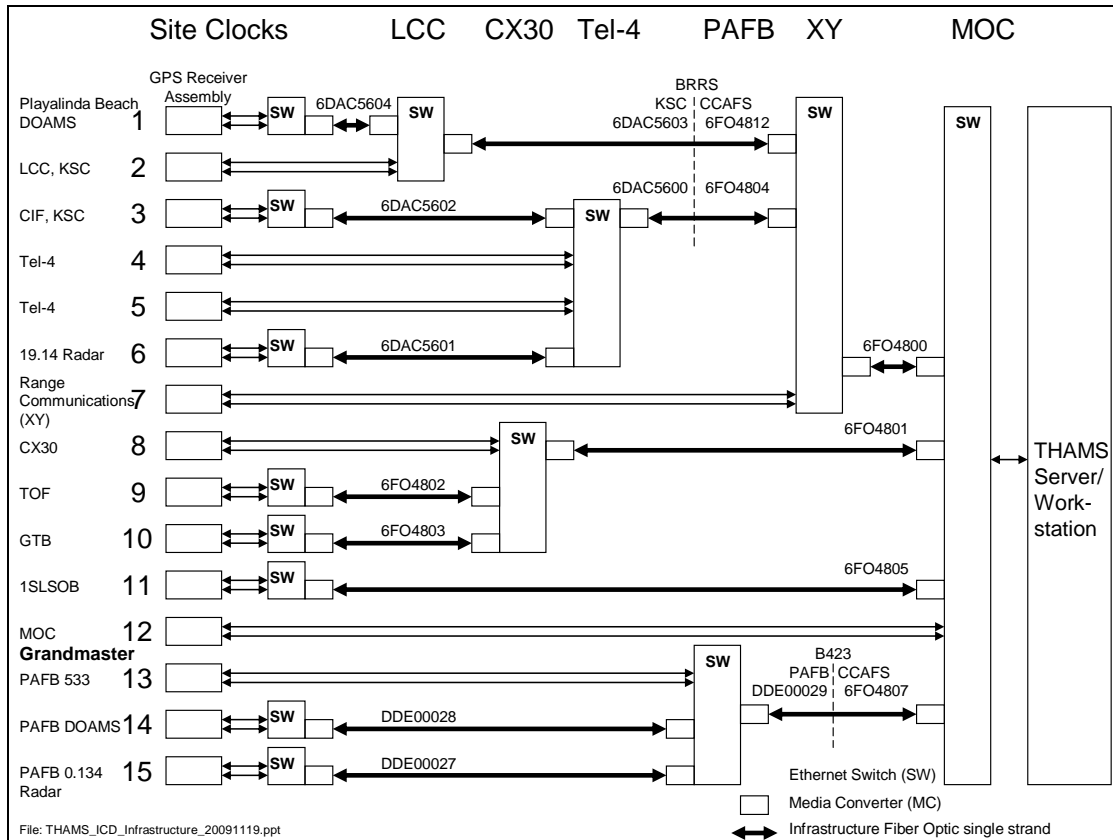 Site Clocks LCC CX30 Tel-4 PAFB XY MOC
GPS Receiver
Assembly
BRRS
Playalinda Beach
DOAMS
1
SW
6DAC5604
SW
KSC CCAFS
6DAC5603 6FO4812
SW
SW
LCC, KSC
2
CIF, KSC
3
SW
6DAC5602
SW
6DAC5600 6FO4804
Tel-4
4
Tel-4
5
19.14 Radar
6
SW
6DAC5601
6FO4800
Range
Communications
(XY)
7
CX30
8
SW
6FO4801
THAMS
Server/
Work-
station
TOF
9
SW
6FO4802
GTB
10
SW
6FO4803
1SLSOB
11
SW
6FO4805
MOC
12
Grandmaster
PAFB 533
13
SW
B423
PAFB CCAFS
DDE00029 6FO4807
PAFB DOAMS
14
SW
DDE00028
PAFB 0.134
Radar
15
SW
DDE00027
Ethernet Switch (SW)
Media Converter (MC)
Infrastructure Fiber Optic single strand
File: THAMS_ICD_Infrastructure_20091119.ppt